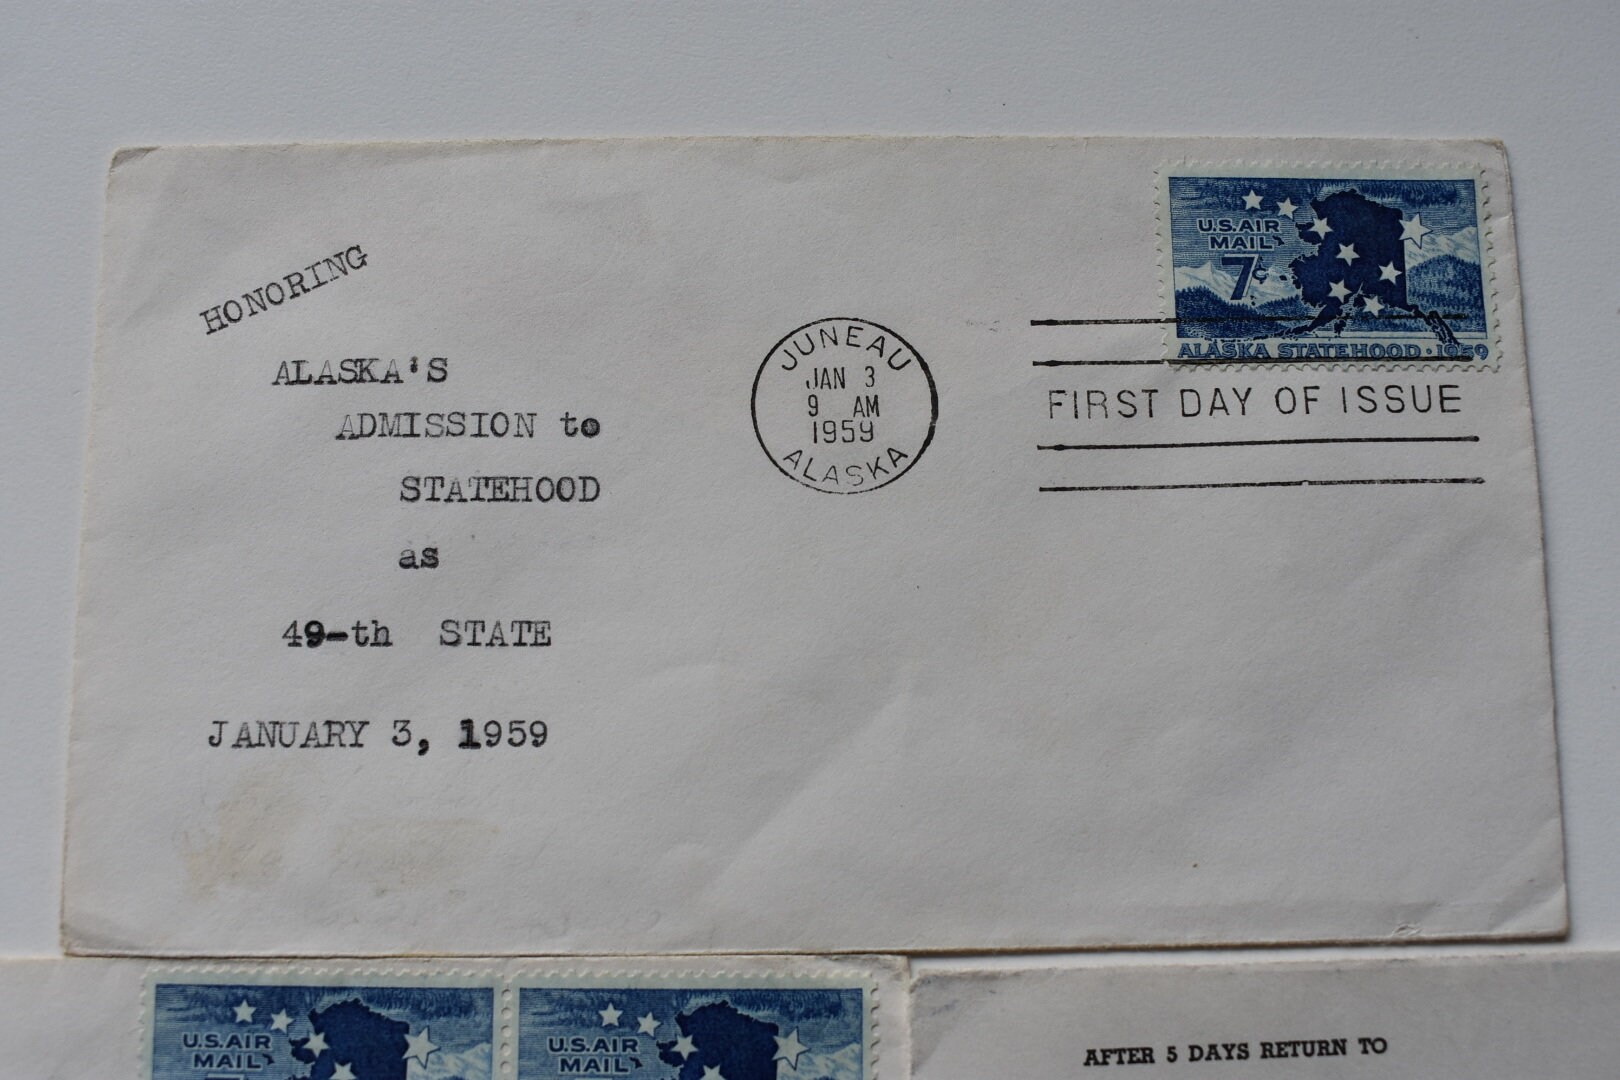 HONORING
ALASKA'S
ADMISSION to
STATEHOOD
as
49-th STATE
JANUARY 3, 1959
JUNEAU
JAN 3
9 AM
1959
ALASKA
U.S. AIR
MAIL
7¢
ALASKA STATEHOOD · 1959
FIRST DAY OF ISSUE
U.S. AIR
MAIL
U.S. AIR
MAIL
AFTER 5 DAYS RETURN TO